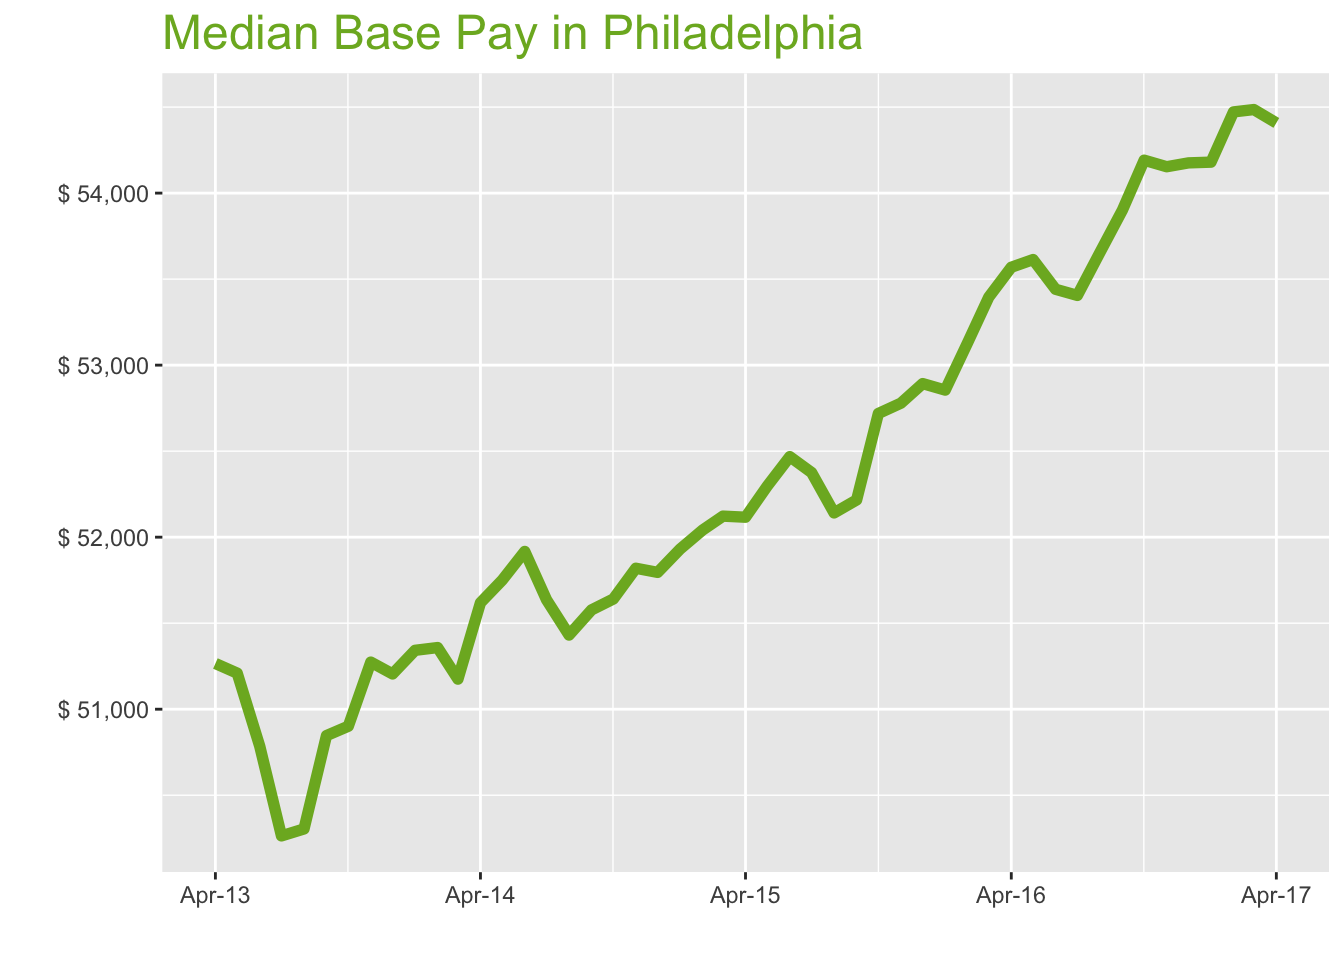 Median Base Pay in Philadelphia
$ 54,000
$ 53,000
$ 52,000
$ 51,000
Apr-13 Apr-14 Apr-15 Apr-16 Apr-17